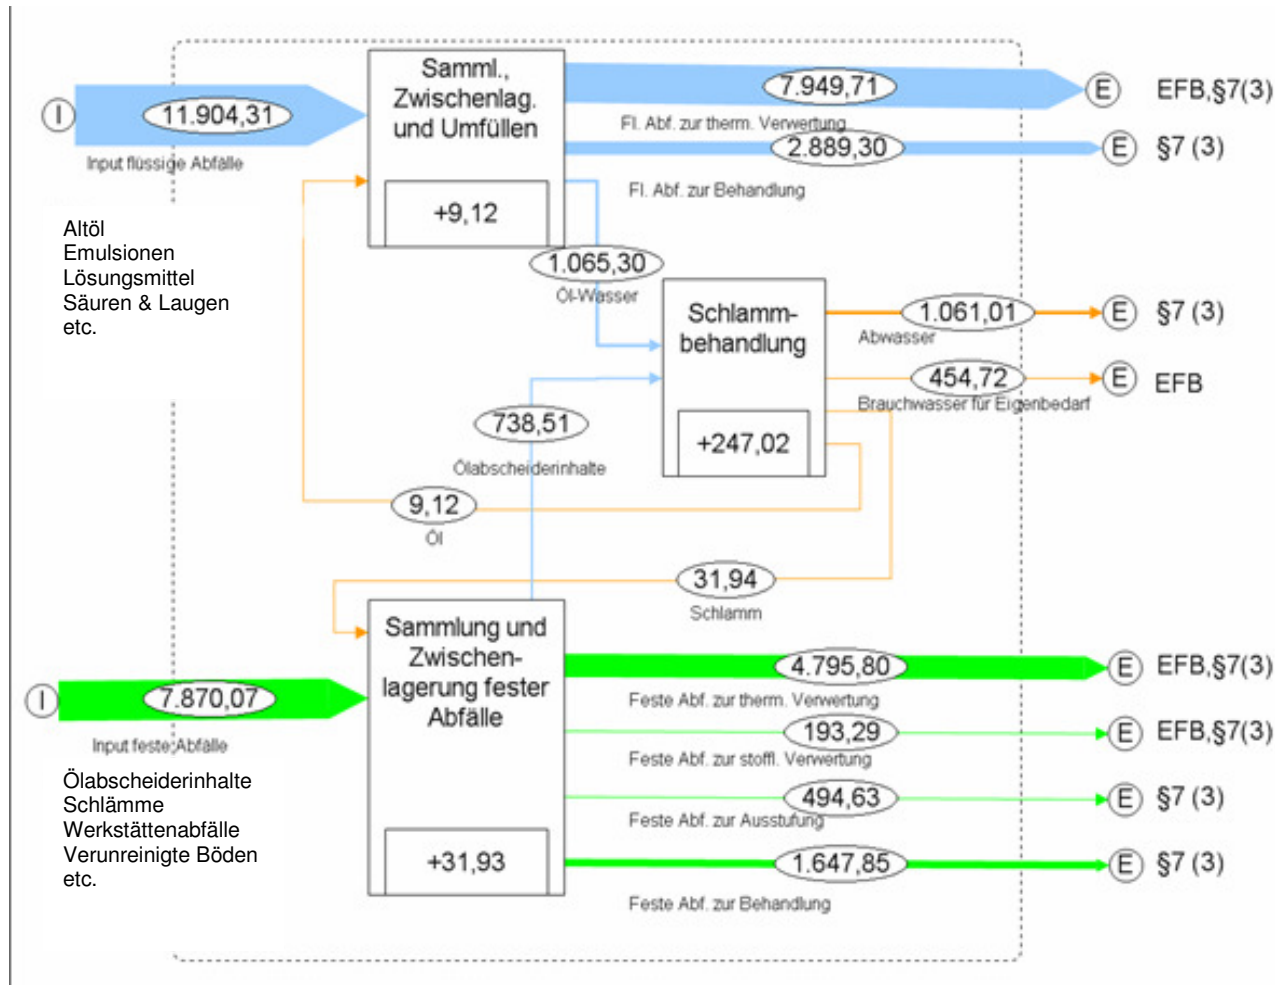 Samml.,
Zwischenlag.
und Umfüllen
+9,12
I
11.904,31
Input flüssige Abfälle
7.949,71
E
EFB,§7(3)
Fl. Abf. zur therm. Verwertung
2.889,30
E
§7 (3)
Fl. Abf. zur Behandlung
Altöl
Emulsionen
Lösungsmittel
Säuren & Laugen
etc.
1.065,30
Öl-Wasser
Schlamm-
behandlung
+247,02
1.061,01
E
§7 (3)
Abwasser
454,72
E
EFB
Brauchwasser für Eigenbedarf
738,51
Ölabscheiderinhalte
9,12
Öl
31,94
Schlamm
Sammlung und
Zwischen-
lagerung fester
Abfälle
+31,93
I
7.870,07
Input feste Abfälle
Ölabscheiderinhalte
Schlämme
Werkstättenabfälle
Verunreinigte Böden
etc.
4.795,80
E
EFB,§7(3)
Feste Abf. zur therm. Verwertung
193,29
E
EFB,§7(3)
Feste Abf. zur stoffl. Verwertung
494,63
E
§7 (3)
Feste Abf. zur Ausstufung
1.647,85
E
§7 (3)
Feste Abf. zur Behandlung